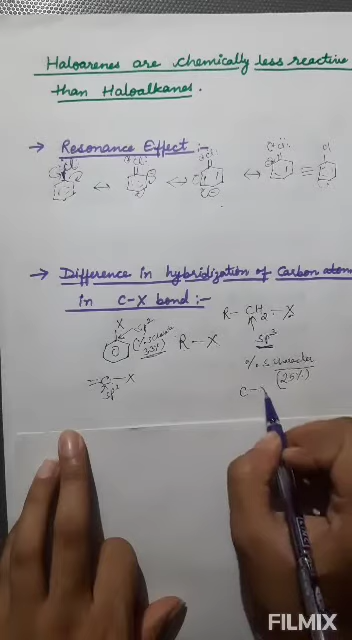 Haloarenes are chemically less reactive
than Haloalkanes.
→ Resonance Effect :-
→ Difference in hybridization of Carbon atom
in C-X bond :-
X
sp²
R - X
R - CH₂ - X
sp³
% s character
(25%)
=C - X
sp²
C -
FILMIX